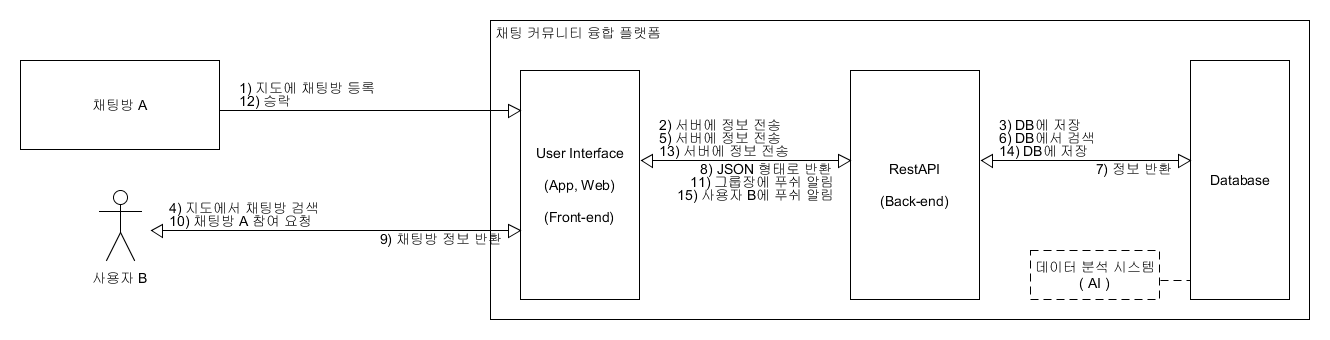 채팅 커뮤니티 융합 플랫폼
채팅방 A
1) 지도에 채팅방 등록
12) 승락
사용자 B
4) 지도에서 채팅방 검색
10) 채팅방 A 참여 요청
9) 채팅방 정보 반환
User Interface
(App, Web)
(Front-end)
2) 서버에 정보 전송
5) 서버에 정보 전송
13) 서버에 정보 전송
8) JSON 형태로 반환
11) 그룹장에 푸쉬 알림
15) 사용자 B에 푸쉬 알림
RestAPI
(Back-end)
3) DB에 저장
6) DB에서 검색
14) DB에 저장
7) 정보 반환
Database
데이터 분석 시스템
( AI )